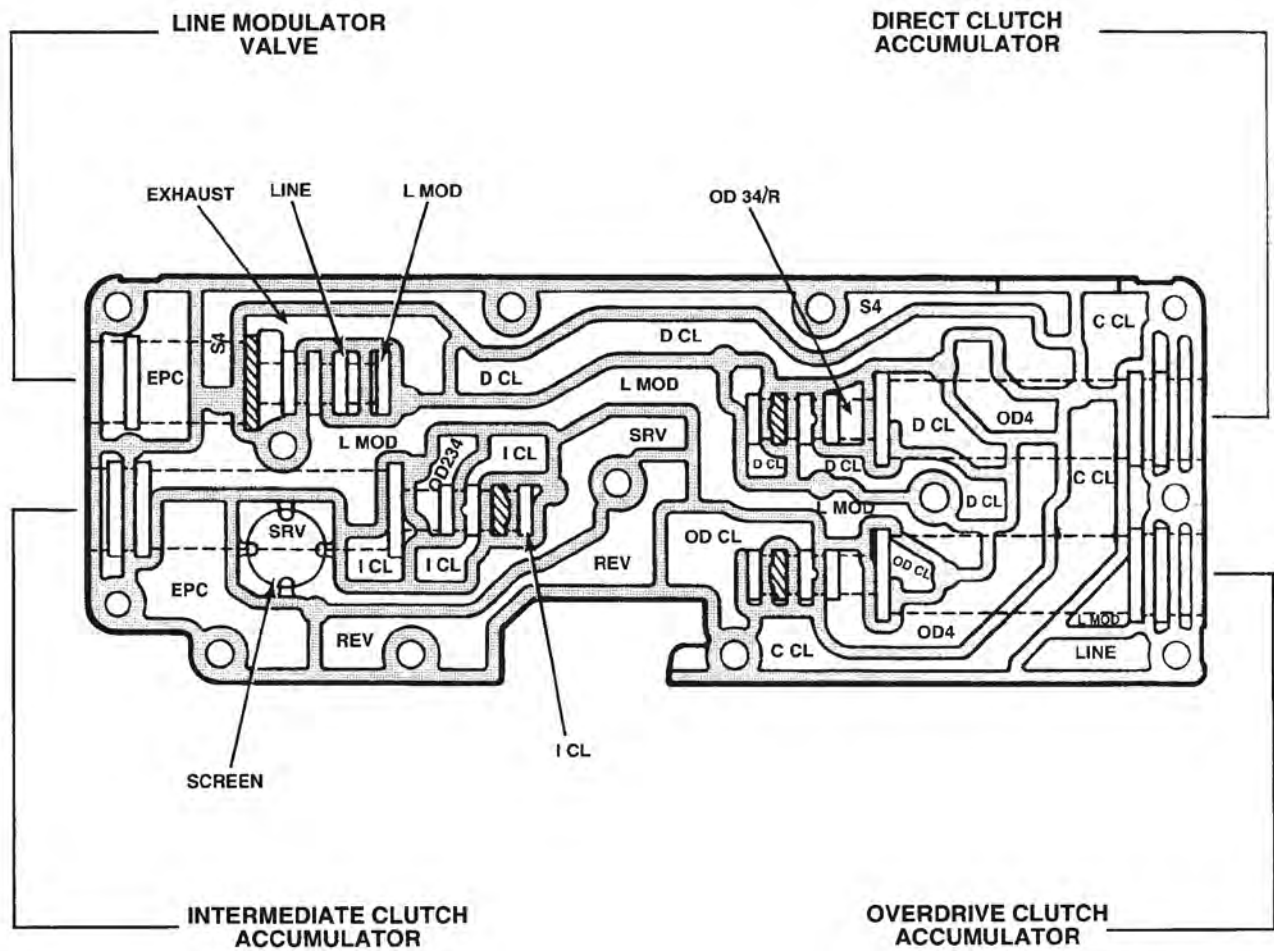 LINE MODULATOR
VALVE
DIRECT CLUTCH
ACCUMULATOR
EXHAUST
LINE
L MOD
OD 34/R
S4
EPC
D CL
D CL
L MOD
S4
C CL
L MOD
OD234
I CL
SRV
D CL
D CL
D CL
OD4
C CL
L MOD
D CL
SRV
I CL
I CL
EPC
REV
REV
OD CL
OD CL
OD4
C CL
L MOD
LINE
I CL
SCREEN
INTERMEDIATE CLUTCH
ACCUMULATOR
OVERDRIVE CLUTCH
ACCUMULATOR